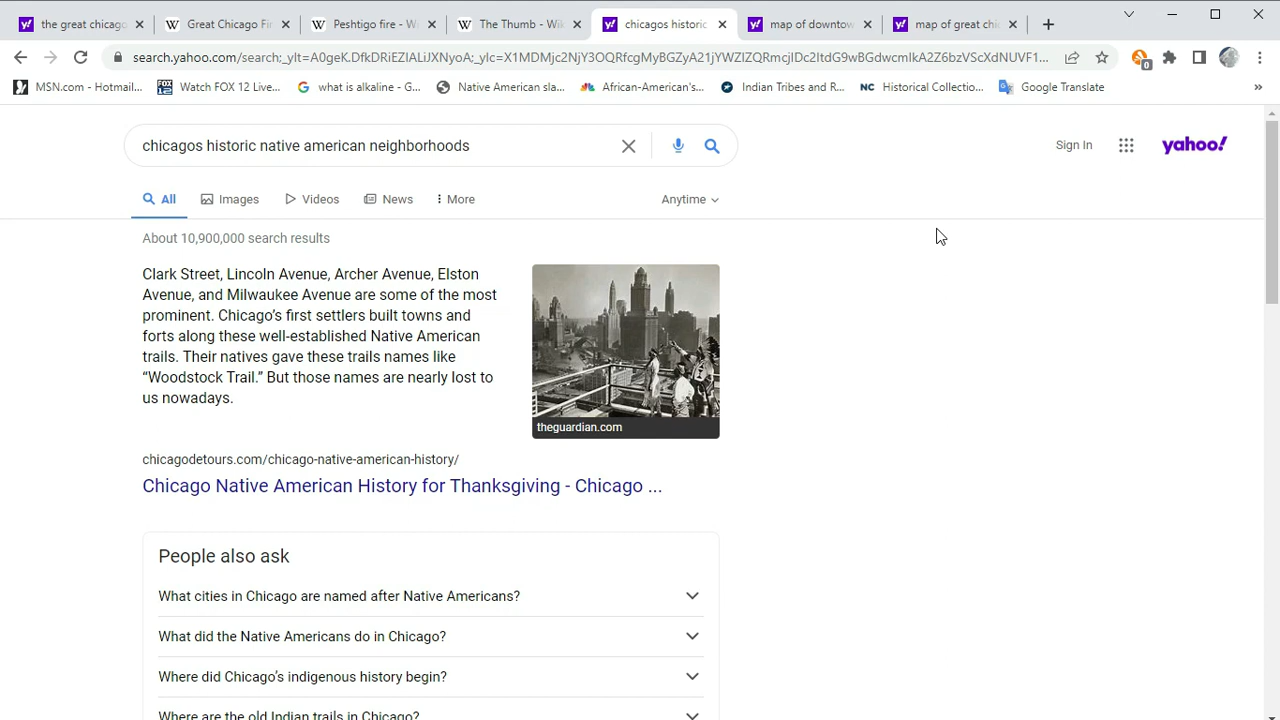 the great chicago
Great Chicago Fir
Peshtigo fire - Wi
The Thumb - Wiki
chicagos historic
map of downtow
map of great chic
search.yahoo.com/search;_ylt=A0geK.DfkDRiEZIALiJXNyoA;_ylc=X1MDMjc2NjY3OQRfcgMyBGZyA21jYWZlZQRmcjIDc2ItdG9wBGdwcmlkA2Z6bzVScXdNUVF1...
0
MSN.com - Hotmail...
Watch FOX 12 Live...
what is alkaline - G...
Native American sla...
African-American's...
Indian Tribes and R...
NC Historical Collectio...
Google Translate
»
chicagos historic native american neighborhoods
Sign In
yahoo!
All
Images
Videos
News
More
Anytime
About 10,900,000 search results
Clark Street, Lincoln Avenue, Archer Avenue, Elston
Avenue, and Milwaukee Avenue are some of the most
prominent. Chicago's first settlers built towns and
forts along these well-established Native American
trails. Their natives gave these trails names like
“Woodstock Trail.” But those names are nearly lost to
us nowadays.
theguardian.com
chicagodetours.com/chicago-native-american-history/
Chicago Native American History for Thanksgiving - Chicago ...
People also ask
What cities in Chicago are named after Native Americans?
What did the Native Americans do in Chicago?
Where did Chicago's indigenous history begin?
Where are the old Indian trails in Chicago?